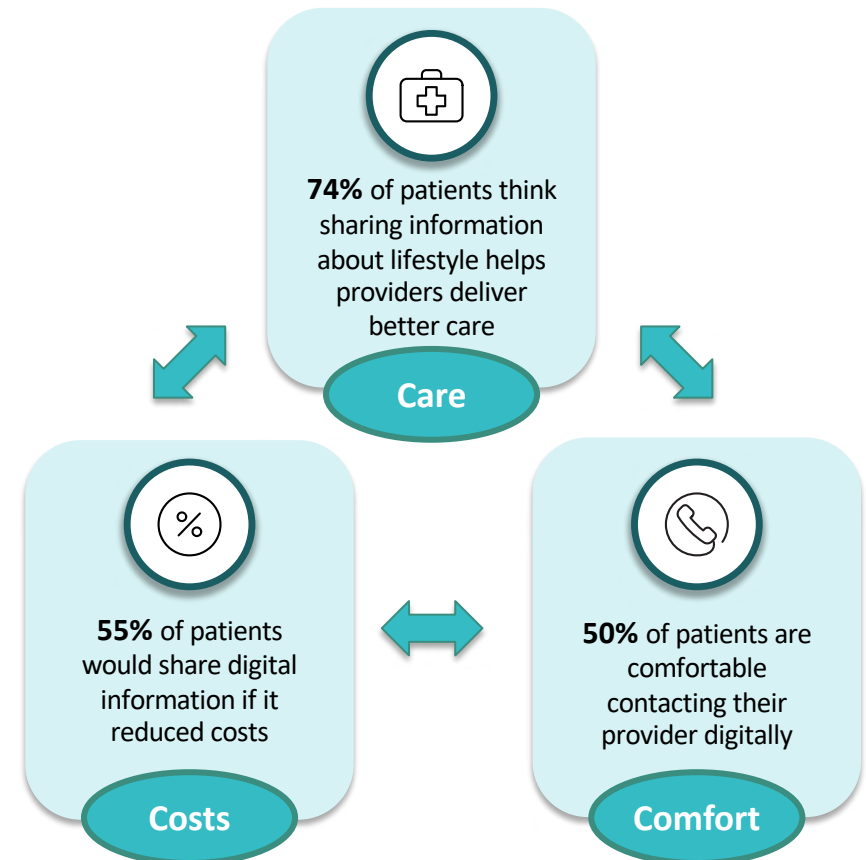 74% of patients think
sharing information
about lifestyle helps
providers deliver
better care
Care
%
55% of patients
would share digital
information if it
reduced costs
Costs
50% of patients are
comfortable
contacting their
provider digitally
Comfort